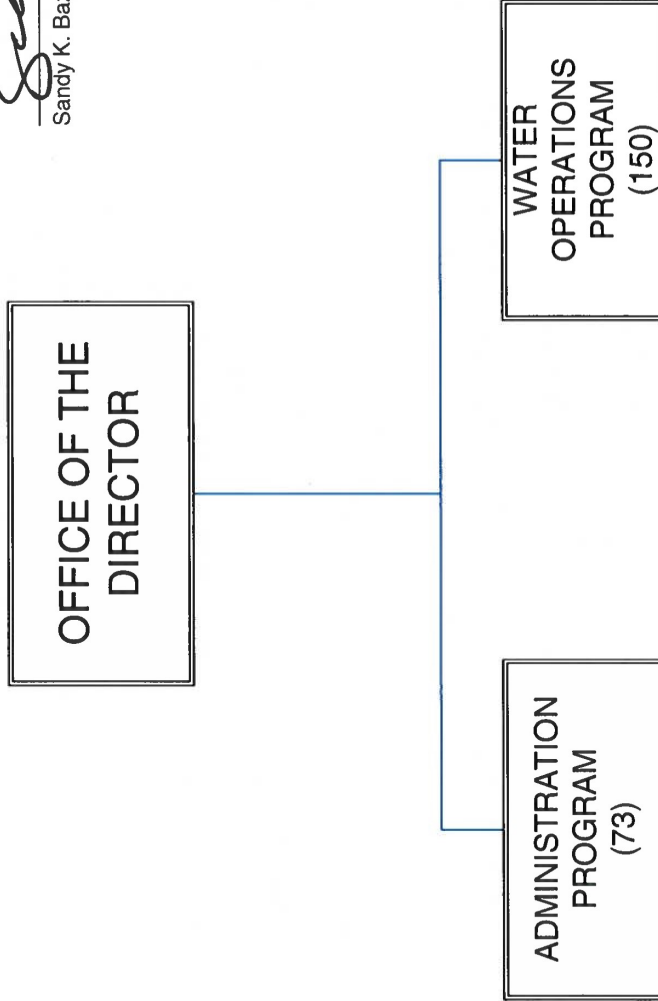 Sandy K.
OFFICE OF THE
DIRECTOR
ADMINISTRATION
PROGRAM
(73)
WATER
OPERATIONS
PROGRAM
(150)